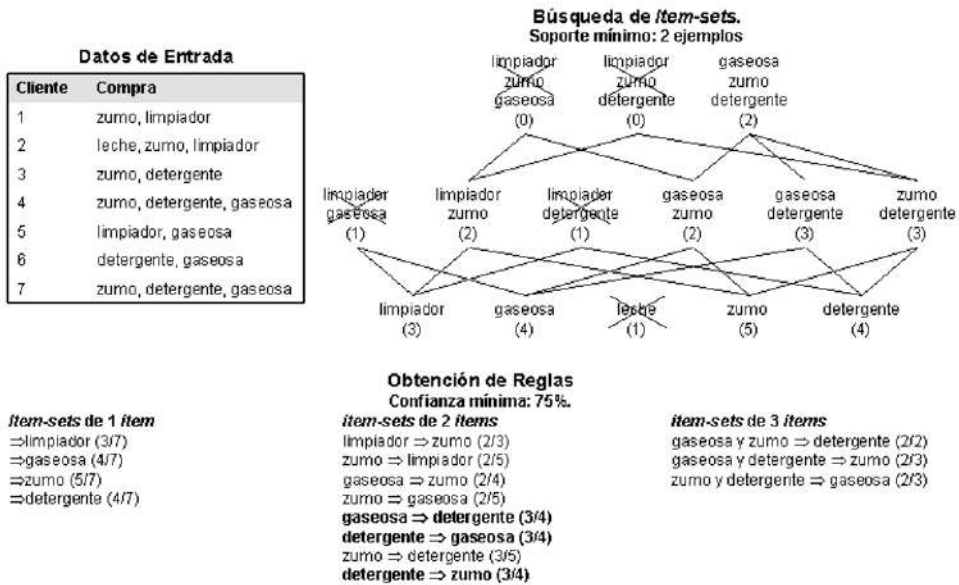 Datos de Entrada
Cliente Compra
1 zumo, limpiador
2 leche, zumo, limpiador
3 zumo, detergente
4 zumo, detergente, gaseosa
5 limpiador, gaseosa
6 detergente, gaseosa
7 zumo, detergente, gaseosa
Búsqueda de item-sets.
Soporte mínimo: 2 ejemplos
limpiador limpiador gaseosa
zumo zumo zumo
gaseosa detergente detergente
(0) (0) (2)
limpiador limpiador limpiador gaseosa gaseosa zumo
gaseosa zumo detergente zumo detergente detergente
(1) (2) (1) (2) (3) (3)
limpiador gaseosa leche zumo detergente
(3) (4) (1) (5) (4)
Obtención de Reglas
Confianza mínima: 75%.
item-sets de 1 item
⇒limpiador (3/7)
⇒gaseosa (4/7)
⇒zumo (5/7)
⇒detergente (4/7)
item-sets de 2 items
limpiador ⇒ zumo (2/3)
zumo ⇒ limpiador (2/5)
gaseosa ⇒ zumo (2/4)
zumo ⇒ gaseosa (2/5)
gaseosa ⇒ detergente (3/4)
detergente ⇒ gaseosa (3/4)
zumo ⇒ detergente (3/5)
detergente ⇒ zumo (3/4)
item-sets de 3 items
gaseosa y zumo ⇒ detergente (2/2)
gaseosa y detergente ⇒ zumo (2/3)
zumo y detergente ⇒ gaseosa (2/3)